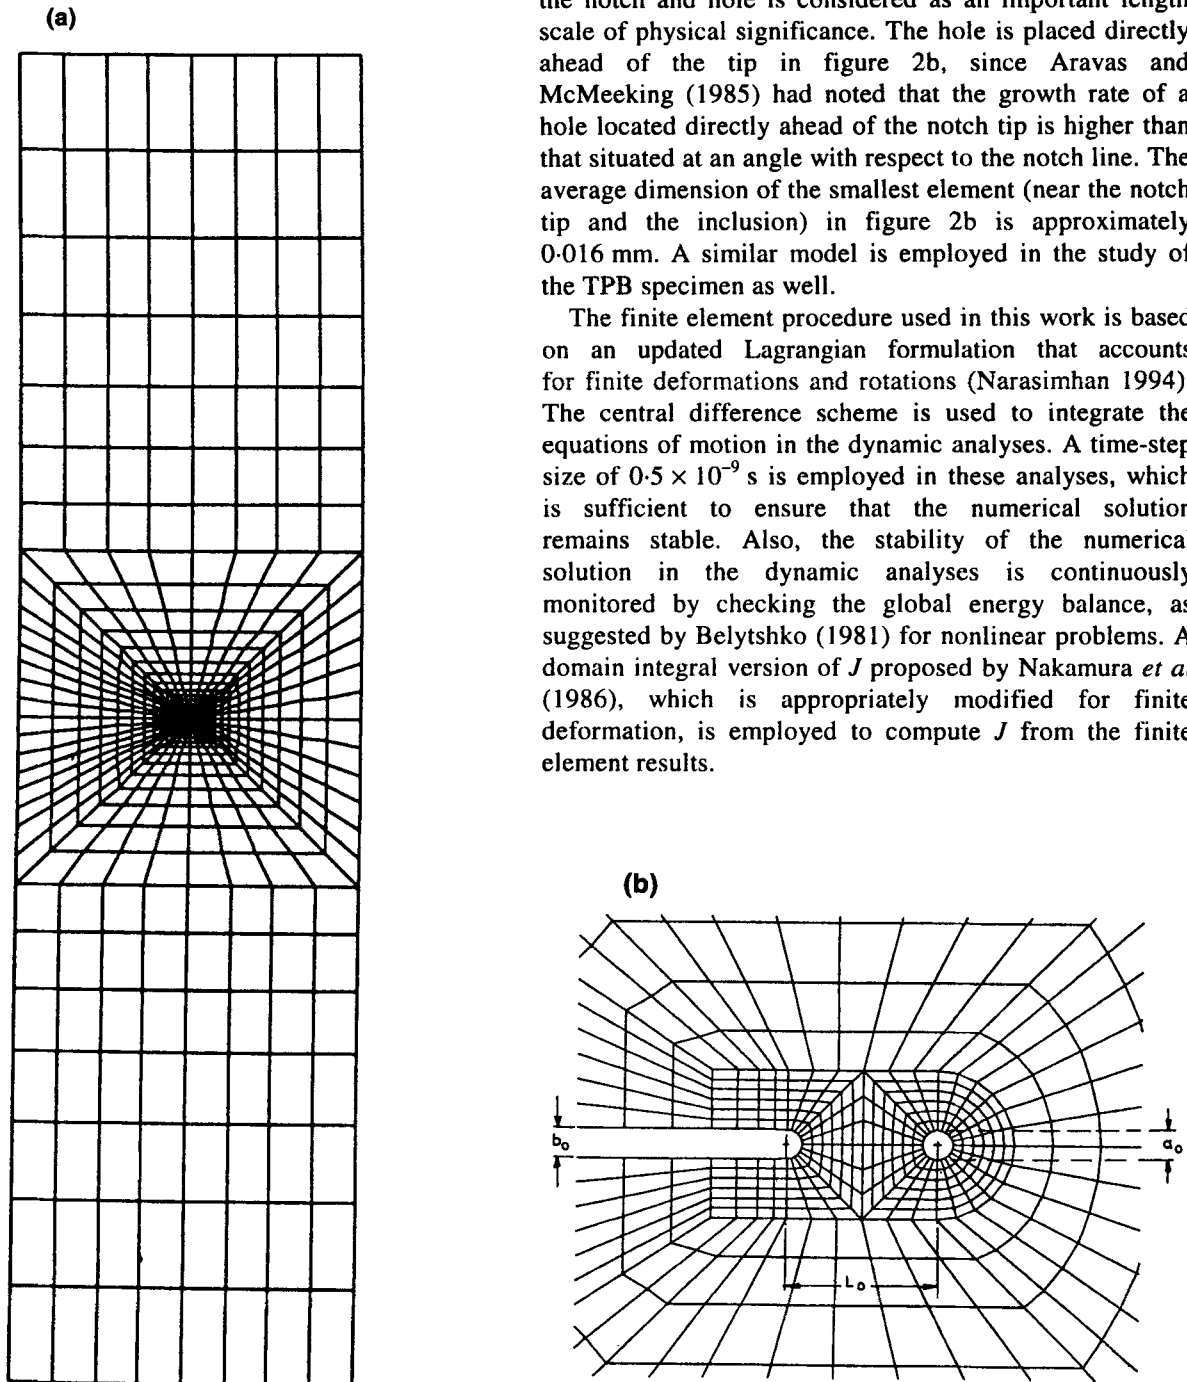 (a)
the notch and hole is considered as an important length
scale of physical significance. The hole is placed directly
ahead of the tip in figure 2b, since Aravas and
McMeeking (1985) had noted that the growth rate of a
hole located directly ahead of the notch tip is higher than
that situated at an angle with respect to the notch line. The
average dimension of the smallest element (near the notch
tip and the inclusion) in figure 2b is approximately
0·016 mm. A similar model is employed in the study of
the TPB specimen as well.
The finite element procedure used in this work is based
on an updated Lagrangian formulation that accounts
for finite deformations and rotations (Narasimhan 1994)
The central difference scheme is used to integrate the
equations of motion in the dynamic analyses. A time-step
size of 0·5 × 10⁻⁹ s is employed in these analyses, which
is sufficient to ensure that the numerical solution
remains stable. Also, the stability of the numerical
solution in the dynamic analyses is continuously
monitored by checking the global energy balance, as
suggested by Belytshko (1981) for nonlinear problems. A
domain integral version of J proposed by Nakamura et a
(1986), which is appropriately modified for finite
deformation, is employed to compute J from the finite
element results.
(b)
b₀
a₀
L₀